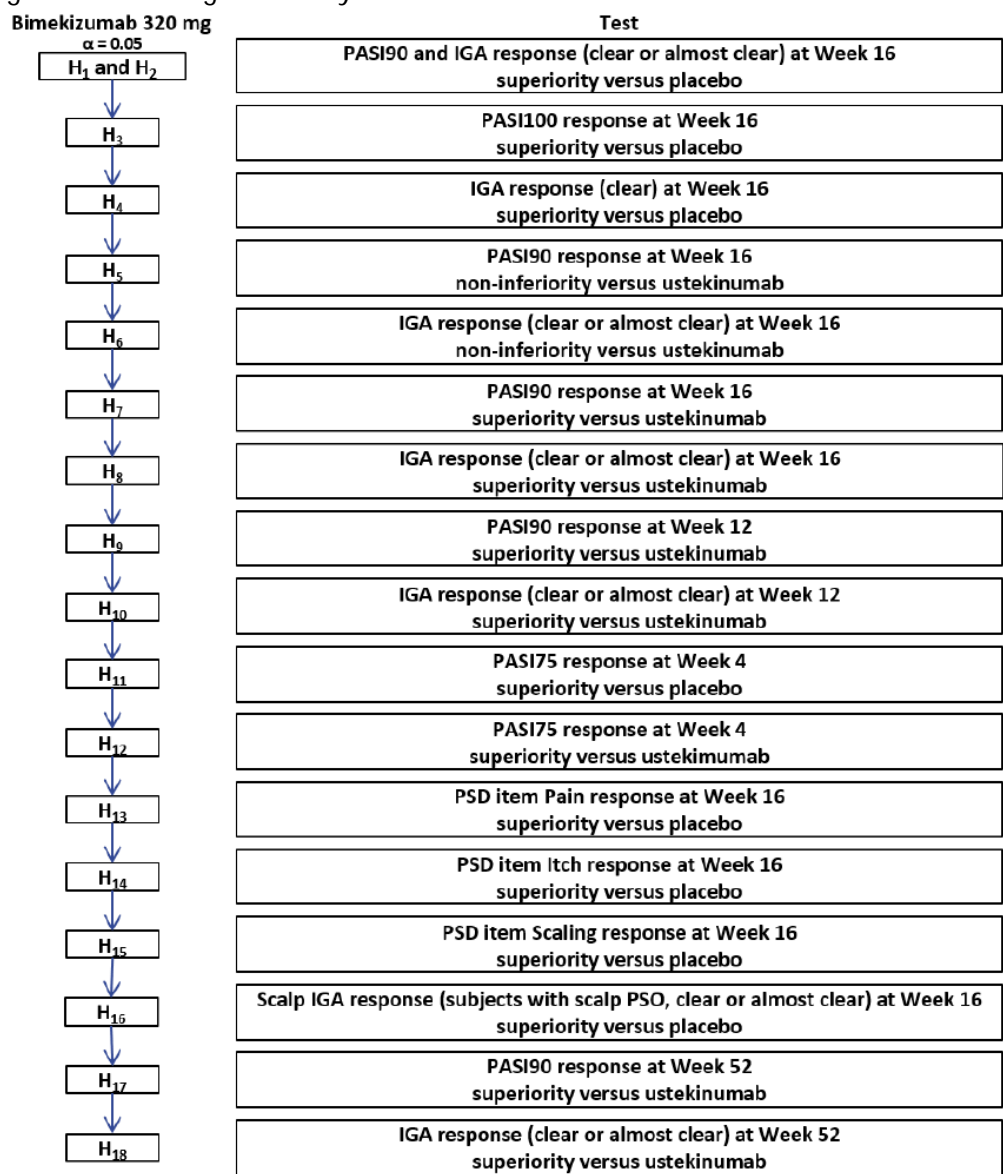 Bimekizumab 320 mg
Test
α = 0.05
H₁ and H₂
PASI90 and IGA response (clear or almost clear) at Week 16
superiority versus placebo
H₃
PASI100 response at Week 16
superiority versus placebo
H₄
IGA response (clear) at Week 16
superiority versus placebo
H₅
PASI90 response at Week 16
non-inferiority versus ustekinumab
H₆
IGA response (clear or almost clear) at Week 16
non-inferiority versus ustekinumab
H₇
PASI90 response at Week 16
superiority versus ustekinumab
H₈
IGA response (clear or almost clear) at Week 16
superiority versus ustekinumab
H₉
PASI90 response at Week 12
superiority versus ustekinumab
H₁₀
IGA response (clear or almost clear) at Week 12
superiority versus ustekinumab
H₁₁
PASI75 response at Week 4
superiority versus placebo
H₁₂
PASI75 response at Week 4
superiority versus ustekimumab
H₁₃
PSD item Pain response at Week 16
superiority versus placebo
H₁₄
PSD item Itch response at Week 16
superiority versus placebo
H₁₅
PSD item Scaling response at Week 16
superiority versus placebo
H₁₆
Scalp IGA response (subjects with scalp PSO, clear or almost clear) at Week 16
superiority versus placebo
H₁₇
PASI90 response at Week 52
superiority versus ustekinumab
H₁₈
IGA response (clear or almost clear) at Week 52
superiority versus ustekinumab